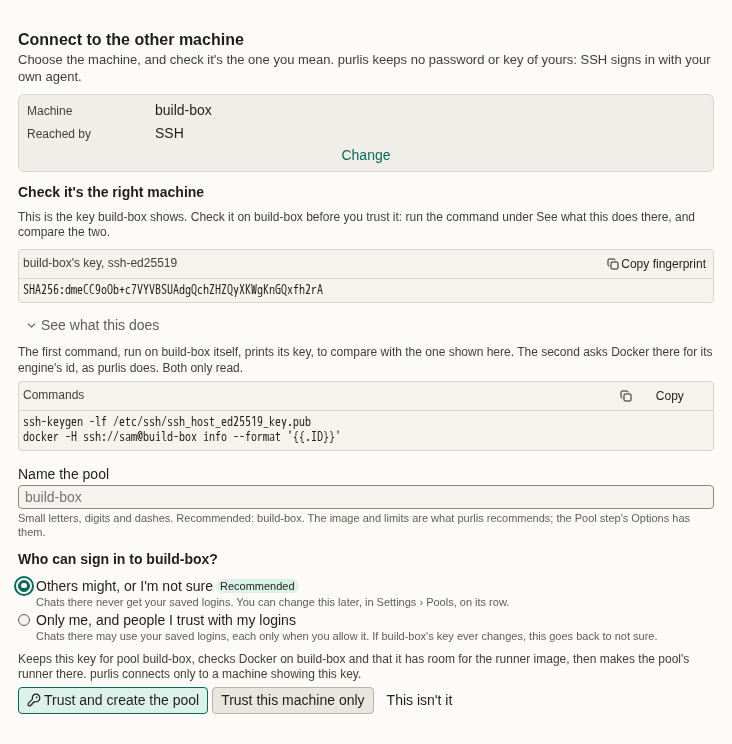 Connect to the other machine
Choose the machine, and check it's the one you mean. purlis keeps no password or key of yours: SSH signs in with your
own agent.
Machine build-box
Reached by SSH
Change
Check it's the right machine
This is the key build-box shows. Check it on build-box before you trust it: run the command under See what this does there, and
compare the two.
build-box's key, ssh-ed25519 Copy fingerprint
SHA256:dmeCC9oOb+c7VYVBSUAdgQchZHZQyXKWgKnGQxfh2rA
See what this does
The first command, run on build-box itself, prints its key, to compare with the one shown here. The second asks Docker there for its
engine's id, as purlis does. Both only read.
Commands Copy
ssh-keygen -lf /etc/ssh/ssh_host_ed25519_key.pub
docker -H ssh://sam@build-box info --format '{{.ID}}'
Name the pool
build-box
Small letters, digits and dashes. Recommended: build-box. The image and limits are what purlis recommends; the Pool step's Options has
them.
Who can sign in to build-box?
Others might, or I'm not sure Recommended
Chats there never get your saved logins. You can change this later, in Settings › Pools, on its row.
Only me, and people I trust with my logins
Chats there may use your saved logins, each only when you allow it. If build-box's key ever changes, this goes back to not sure.
Keeps this key for pool build-box, checks Docker on build-box and that it has room for the runner image, then makes the pool's
runner there. purlis connects only to a machine showing this key.
Trust and create the pool Trust this machine only This isn't it